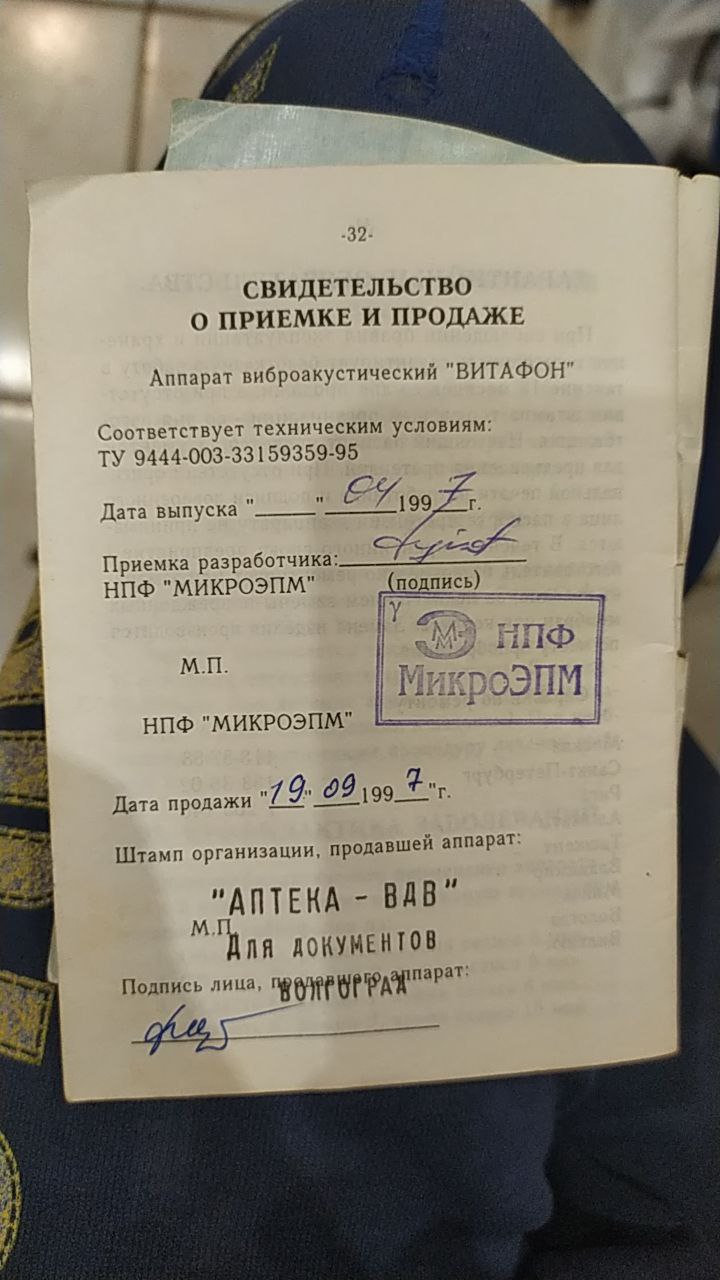 -32-
СВИДЕТЕЛЬСТВО
О ПРИЕМКЕ И ПРОДАЖЕ
Аппарат виброакустический "ВИТАФОН"
Соответствует техническим условиям:
ТУ 9444-003-33159359-95
Дата выпуска "____" 04 1997 г.
Приемка разработчика:
НПФ "МИКРОЭПМ" (подпись)
НПФ
МикроЭПМ
М.П.
НПФ "МИКРОЭПМ"
Дата продажи "19" 09 1997 "г.
Штамп организации, продавшей аппарат:
"АПТЕКА - ВДВ"
М.П.
Для документов
Подпись лица, продавшего аппарат:
ВОЛГОГРАД